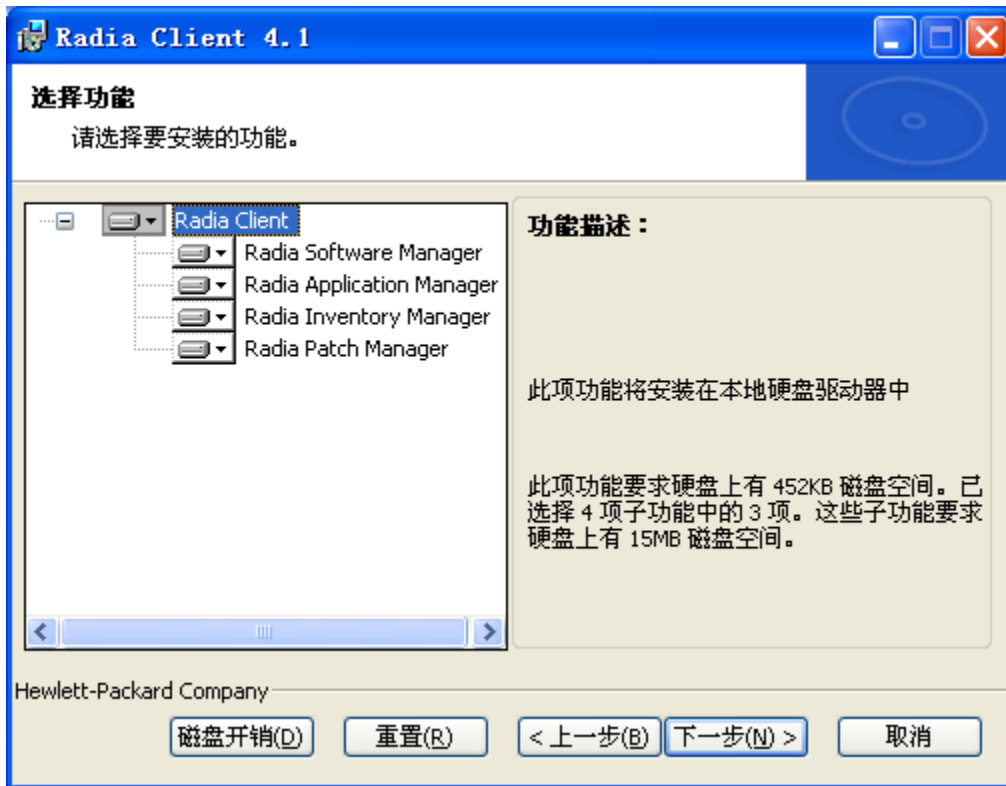 Radia Client 4.1
选择功能
请选择要安装的功能。
Radia Client
Radia Software Manager
Radia Application Manager
Radia Inventory Manager
Radia Patch Manager
功能描述：
此项功能将安装在本地硬盘驱动器中
此项功能要求硬盘上有 452KB 磁盘空间。已
选择 4 项子功能中的 3 项。这些子功能要求
硬盘上有 15MB 磁盘空间。
Hewlett-Packard Company
磁盘开销(D) 重置(R) < 上一步(B) 下一步(N) > 取消